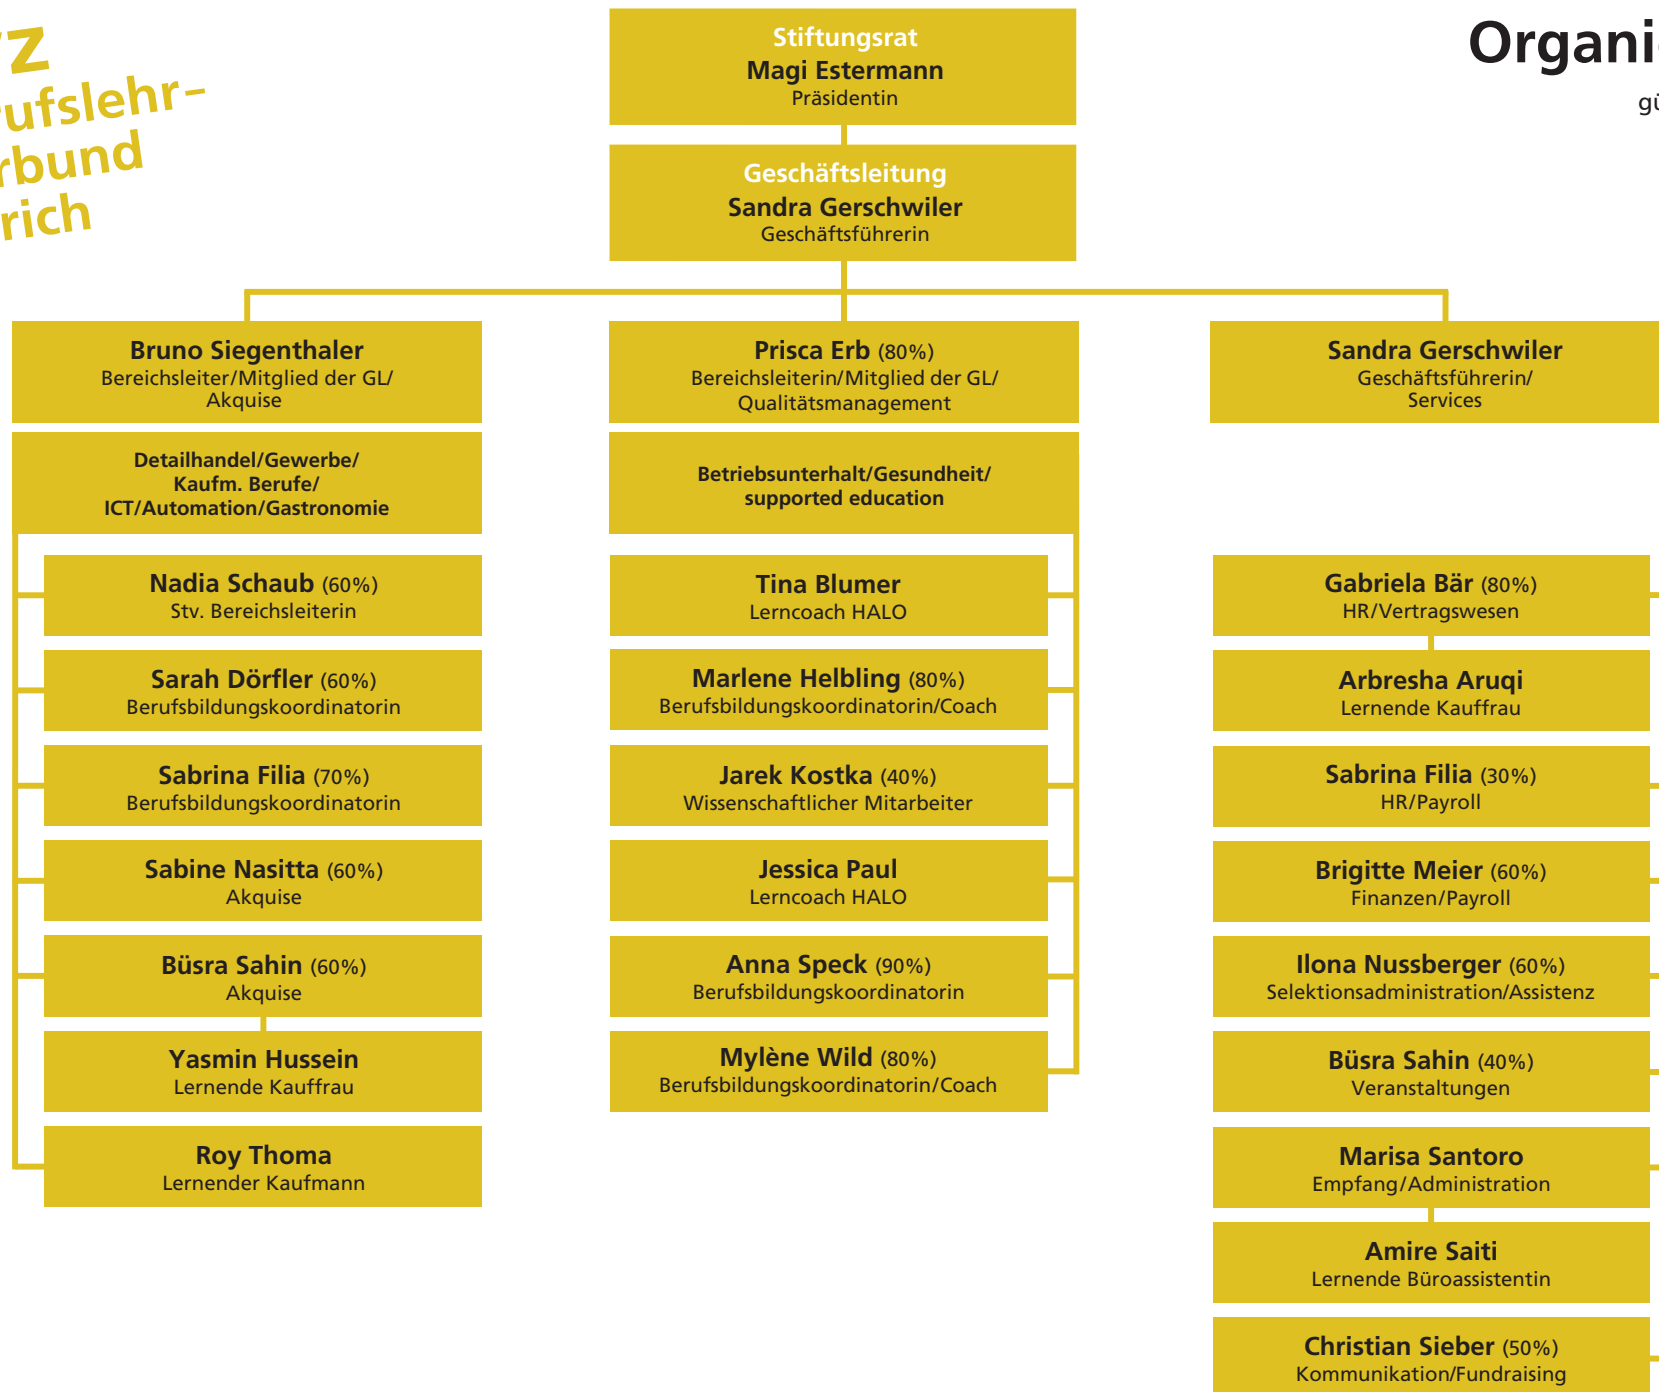 rbund
rich
Stiftungsrat
Magi Estermann
Präsidentin
Geschäftsleitung
Sandra Gerschwiler
Geschäftsführerin
Bruno Siegenthaler
Bereichsleiter/Mitglied der GL/
Akquise
Detailhandel/Gewerbe/
Kaufm. Berufe/
ICT/Automation/Gastronomie
Nadia Schaub (60%)
Stv. Bereichsleiterin
Sarah Dörfler (60%)
Berufsbildungskoordinatorin
Sabrina Filia (70%)
Berufsbildungskoordinatorin
Sabine Nasitta (60%)
Akquise
Büsra Sahin (60%)
Akquise
Yasmin Hussein
Lernende Kauffrau
Roy Thoma
Lernender Kaufmann
Prisca Erb (80%)
Bereichsleiterin/Mitglied der GL/
Qualitätsmanagement
Betriebsunterhalt/Gesundheit/
supported education
Tina Blumer
Lerncoach HALO
Marlene Helbling (80%)
Berufsbildungskoordinatorin/Coach
Jarek Kostka (40%)
Wissenschaftlicher Mitarbeiter
Jessica Paul
Lerncoach HALO
Anna Speck (90%)
Berufsbildungskoordinatorin
Mylène Wild (80%)
Berufsbildungskoordinatorin/Coach
Sandra Gerschwiler
Geschäftsführerin/
Services
Gabriela Bär (80%)
HR/Vertragswesen
Arbresha Aruqi
Lernende Kauffrau
Sabrina Filia (30%)
HR/Payroll
Brigitte Meier (60%)
Finanzen/Payroll
Ilona Nussberger (60%)
Selektionsadministration/Assistenz
Büsra Sahin (40%)
Veranstaltungen
Marisa Santoro
Empfang/Administration
Amire Saiti
Lernende Büroassistentin
Christian Sieber (50%)
Kommunikation/Fundraising